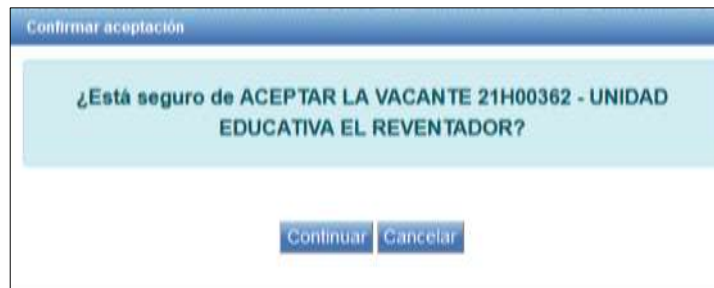 Confirmar aceptación
¿Está seguro de ACEPTAR LA VACANTE 21H00362 - UNIDAD
EDUCATIVA EL REVENTADOR?
Continuar Cancelar